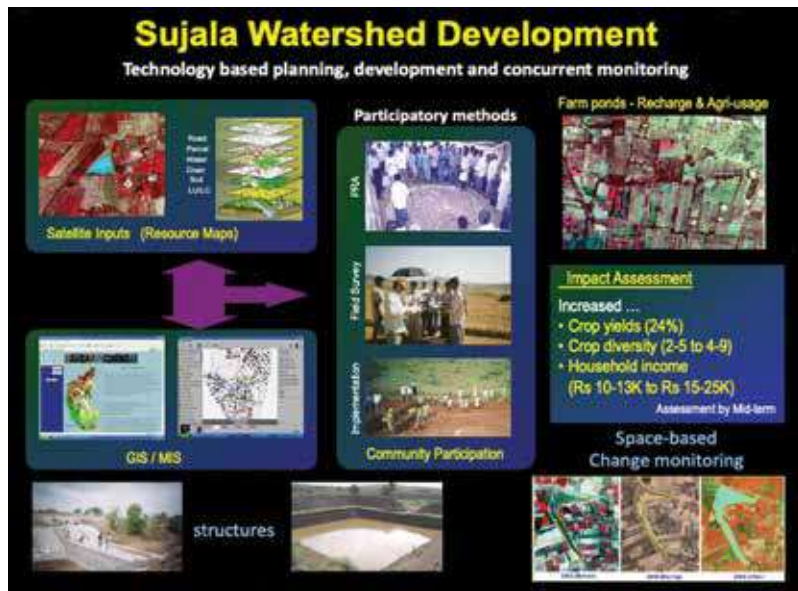 Sujala Watershed Development
Technology based planning, development and concurrent monitoring
Road
Parcel
Water
Drain
Soil
LU/LC
Satellite Inputs (Resource Maps)
GIS / MIS
Participatory methods
PRA
Field Survey
Implementation
Community Participation
Farm ponds - Recharge & Agri-usage
Impact Assessment
Increased ...
• Crop yields (24%)
• Crop diversity (2-5 to 4-9)
• Household income
(Rs 10-13K to Rs 15-25K)
Assessment by Mid-term
structures
Space-based
Change monitoring